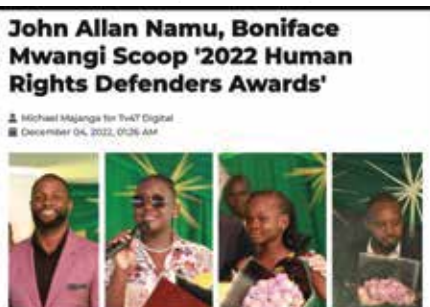 John Allan Namu, Boniface
Mwangi Scoop '2022 Human
Rights Defenders Awards'
Michael Majanga for Tv47 Digital
December 04, 2022, 01:26 AM